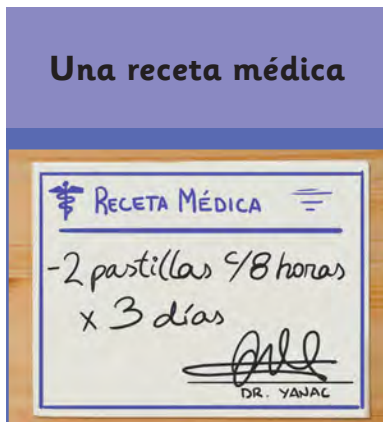 Una receta médica
RECETA MÉDICA
-2 pastillas c/8 horas
x 3 días
DR. YANAC